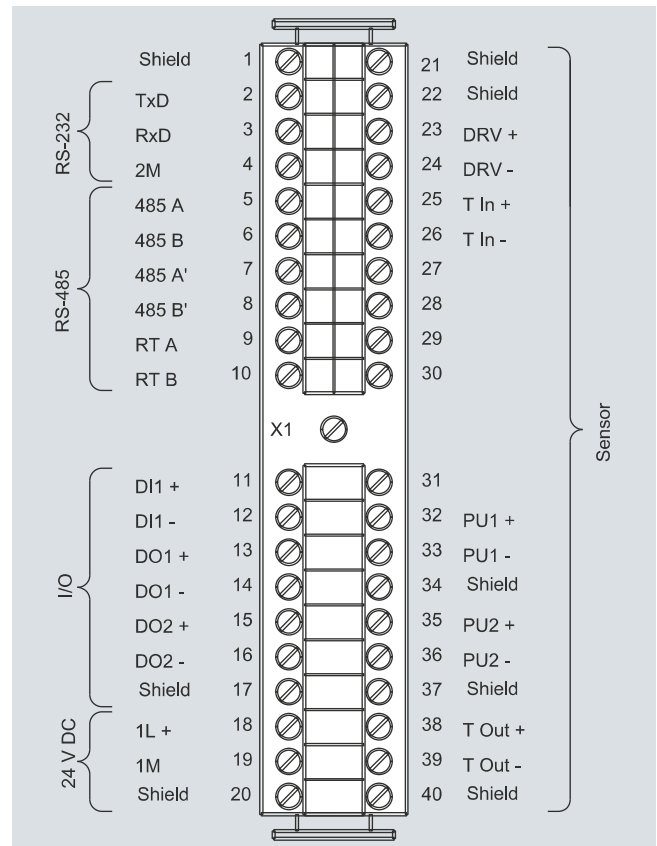 Shield 1 21 Shield
TxD 2 22 Shield
RxD 3 23 DRV +
2M 4 24 DRV -
485 A 5 25 T In +
485 B 6 26 T In -
485 A' 7 27
485 B' 8 28
RT A 9 29
RT B 10 30
RS-232
RS-485
X1
DI1 + 11 31
DI1 - 12 32 PU1 +
DO1 + 13 33 PU1 -
DO1 - 14 34 Shield
DO2 + 15 35 PU2 +
DO2 - 16 36 PU2 -
Shield 17 37 Shield
1L + 18 38 T Out +
1M 19 39 T Out -
Shield 20 40 Shield
I/O
24 V DC
Sensor